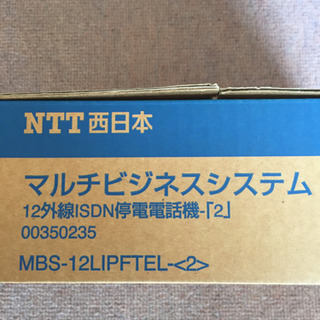 NTT西日本
マルチビジネスシステム
12外線ISDN停電電話機-「2」
00350235
MBS-12LIPFTEL-<2>